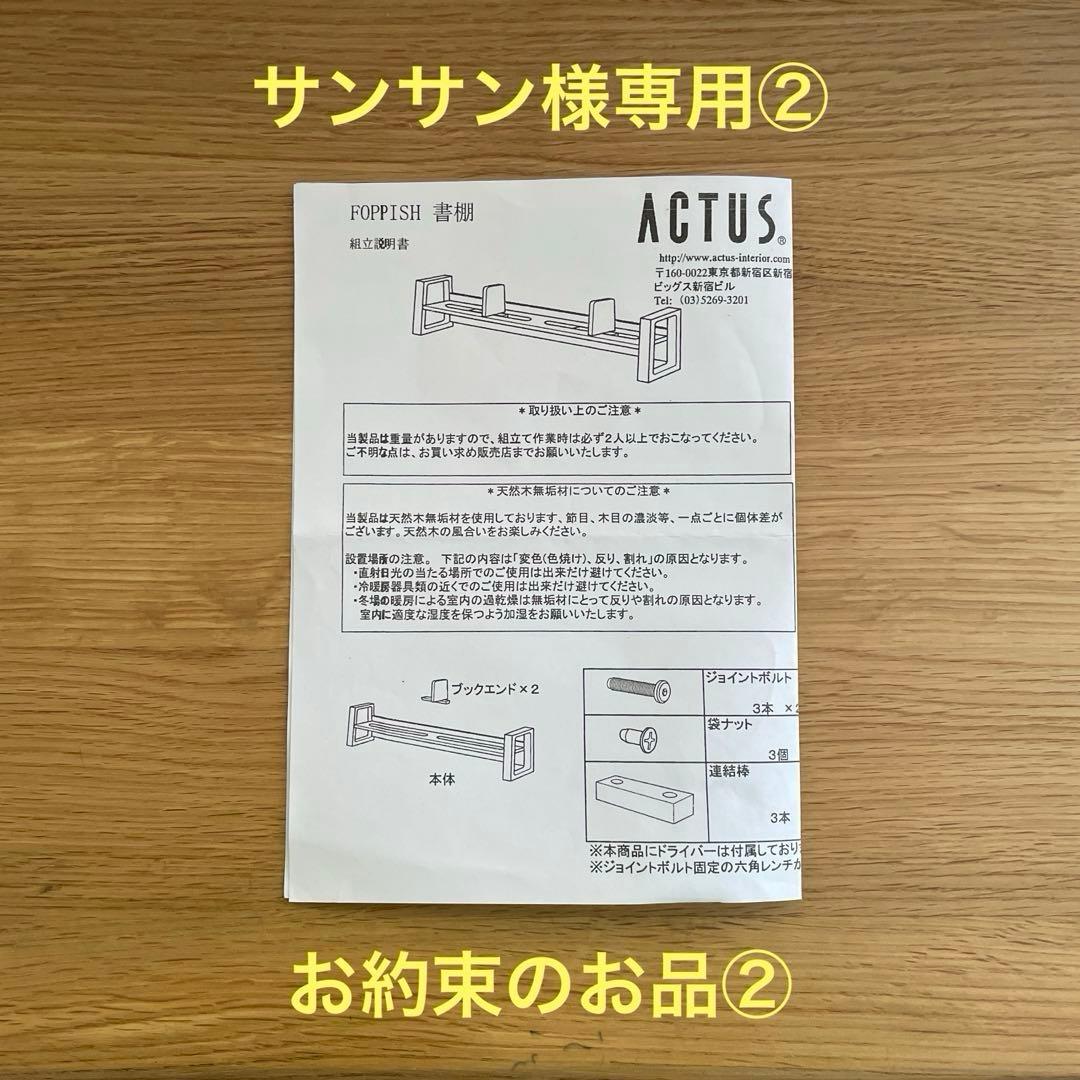 サンサン様専用②
FOPPISH 書棚
組立説明書
ACTUS®
http://www.actus-interior.com
〒160-0022東京都新宿区新宿
ビッグス新宿ビル
Tel: (03)5269-3201
*取り扱い上のご注意*
当製品は重量がありますので、組立て作業時は必ず2人以上でおこなってください。
ご不明な点は、お買い求め販売店までお願いいたします。
*天然木無垢材についてのご注意*
当製品は天然木無垢材を使用しております、節目、木目の濃淡等、一点ごとに個体差が
ございます。天然木の風合いをお楽しみください。
設置場所の注意。 下記の内容は「変色(色焼け)、反り、割れ」の原因となります。
・直射日光の当たる場所でのご使用は出来だけ避けてください。
・冷暖房器具類の近くでのご使用は出来だけ避けてください。
・冬場の暖房による室内の過乾燥は無垢材にとって反りや割れの原因となります。
室内に適度な湿度を保つよう加湿をお願いいたします。
ブックエンド×2
本体
ジョイントボルト
3本 ×2
袋ナット
3個
連結棒
3本
※本商品にドライバーは付属しており
※ジョイントボルト固定の六角レンチが
お約束のお品②